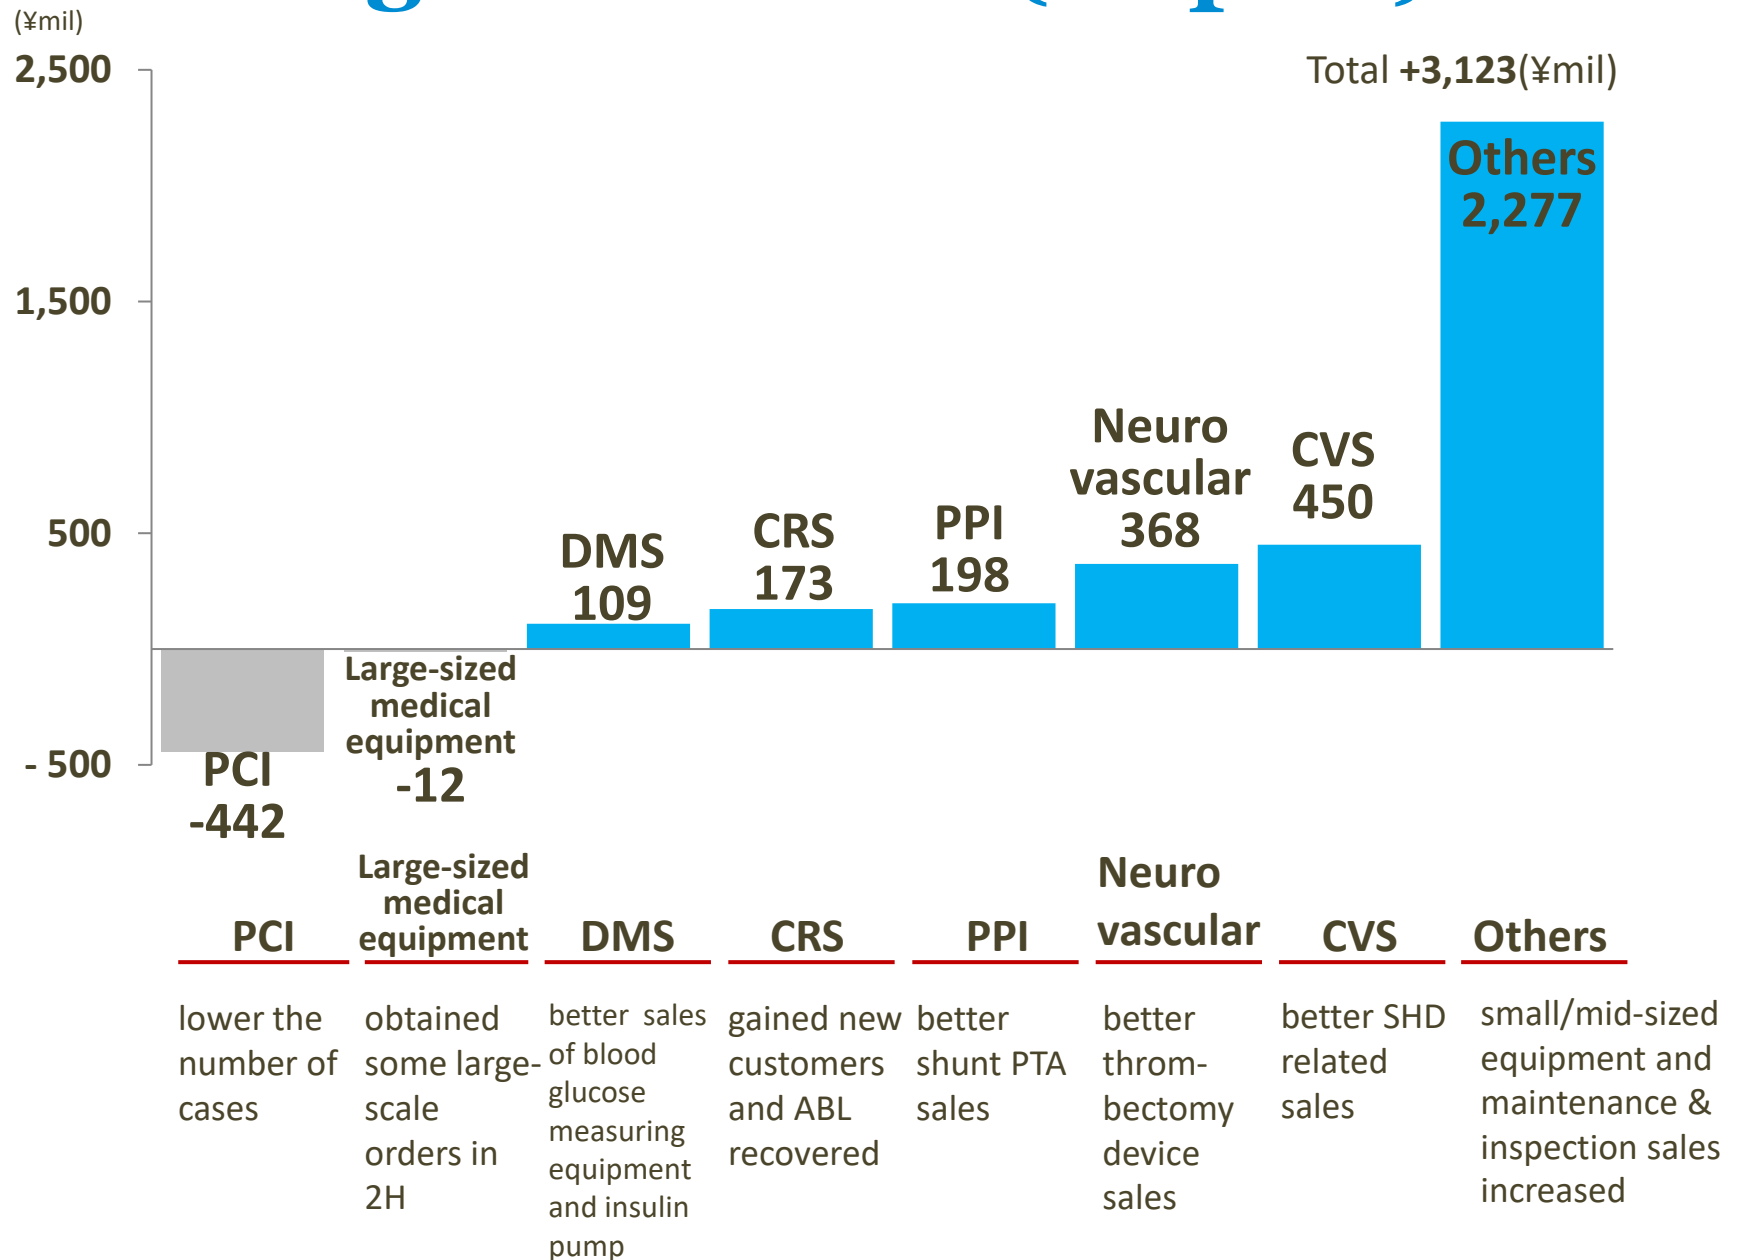 (¥mil)
2,500
Total +3,123(¥mil)
Others
2,277
1,500
Neuro
vascular
368
CVS
450
500
DMS
109
CRS
173
PPI
198
Large-sized
medical
equipment
-12
- 500
PCI
-442
PCI
Large-sized
medical
equipment
DMS
CRS
PPI
Neuro
vascular
CVS
Others
lower the
number of
cases
obtained
some large-
scale
orders in
2H
better sales
of blood
glucose
measuring
equipment
and insulin
pump
gained new
customers
and ABL
recovered
better
shunt PTA
sales
better
throm-
bectomy
device
sales
better SHD
related
sales
small/mid-sized
equipment and
maintenance &
inspection sales
increased